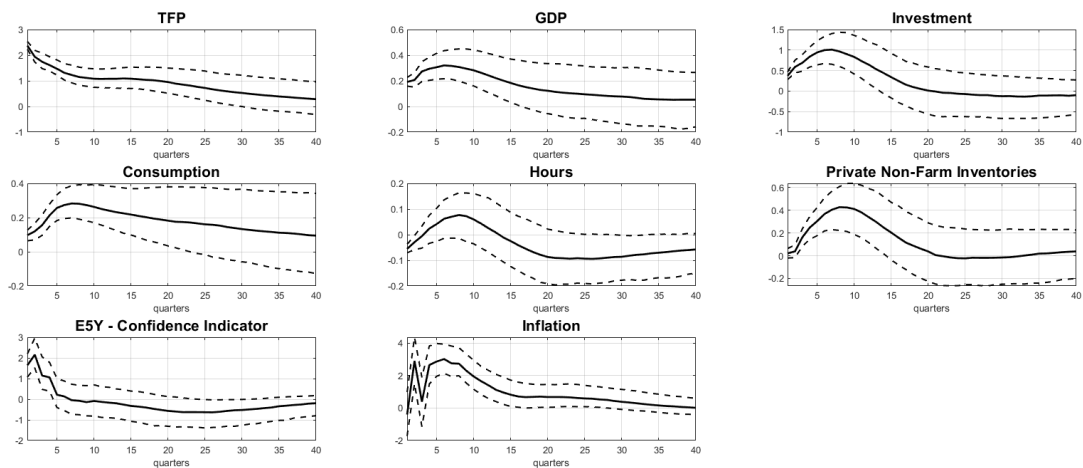 TFP
3
2
1
0
-1
5 10 15 20 25 30 35 40
quarters
GDP
0.6
0.4
0.2
0
-0.2
5 10 15 20 25 30 35 40
quarters
Investment
1.5
1
0.5
0
-0.5
-1
5 10 15 20 25 30 35 40
quarters
Consumption
0.4
0.2
0
-0.2
5 10 15 20 25 30 35 40
quarters
Hours
0.2
0.1
0
-0.1
-0.2
5 10 15 20 25 30 35 40
quarters
Private Non-Farm Inventories
0.6
0.4
0.2
0
-0.2
5 10 15 20 25 30 35 40
quarters
E5Y - Confidence Indicator
3
2
1
0
-1
-2
5 10 15 20 25 30 35 40
quarters
Inflation
4
2
0
-2
5 10 15 20 25 30 35 40
quarters